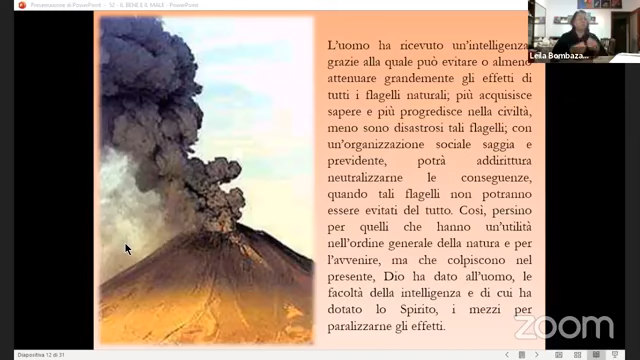 Presentazione di PowerPoint - 12 - IL BENE E IL MALE - PowerPoint
Leila Bombaza...
L'uomo ha ricevuto un'intelligenza
grazie alla quale può evitare o almeno
attenuare grandemente gli effetti di
tutti i flagelli naturali; più acquisisce
sapere e più progredisce nella civiltà,
meno sono disastrosi tali flagelli; con
un'organizzazione sociale saggia e
previdente, potrà addirittura
neutralizzarne le conseguenze,
quando tali flagelli non potranno
essere evitati del tutto. Così, persino
per quelli che hanno un'utilità
nell'ordine generale della natura e per
l'avvenire, ma che colpiscono nel
presente, Dio ha dato all'uomo, le
facoltà della intelligenza e di cui ha
dotato lo Spirito, i mezzi per
paralizzarne gli effetti.
zoom
Diapositiva 12 di 31